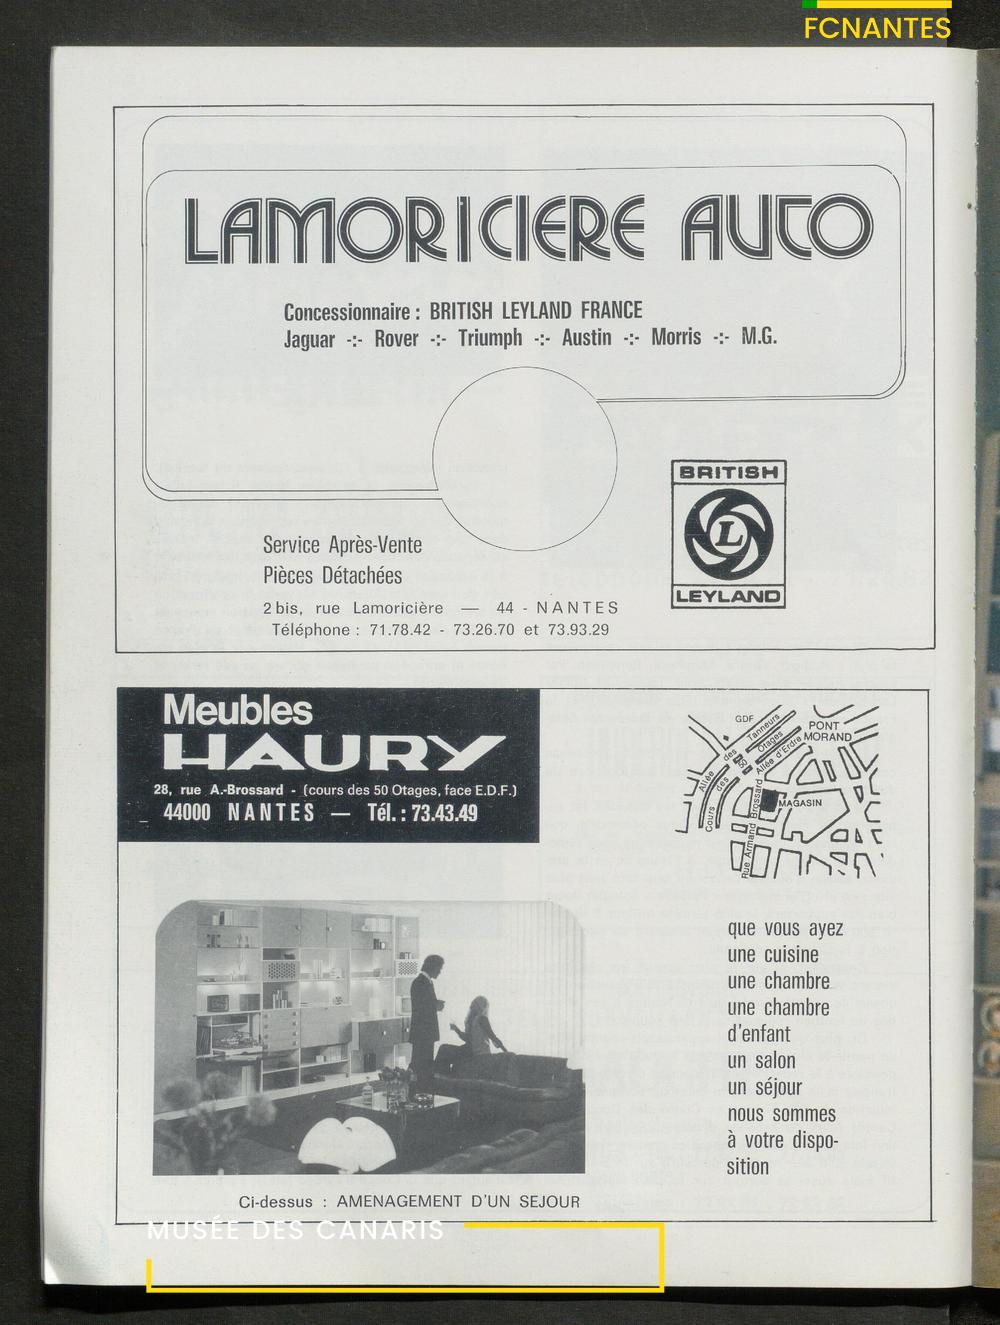 FCNANTES
LAMORICIERE AUTO
Concessionnaire : BRITISH LEYLAND FRANCE
Jaguar -:- Rover -:- Triumph -:- Austin -:- Morris -:- M.G.
BRITISH
L
LEYLAND
Service Après-Vente
Pièces Détachées
2 bis, rue Lamoricière — 44 - NANTES
Téléphone : 71.78.42 - 73.26.70 et 73.93.29
Meubles
HAURY
28, rue A.-Brossard - (cours des 50 Otages, face E.D.F.)
44000 NANTES — Tél. : 73.43.49
GDF
PONT
MORAND
Allée des Tanneurs
Cours des 50 Otages
Allée d'Erdre
MAGASIN
Rue Armand Brossard
que vous ayez
une cuisine
une chambre
une chambre
d'enfant
un salon
un séjour
nous sommes
à votre dispo-
sition
Ci-dessus : AMENAGEMENT D'UN SEJOUR
MUSÉE DES CANARIS